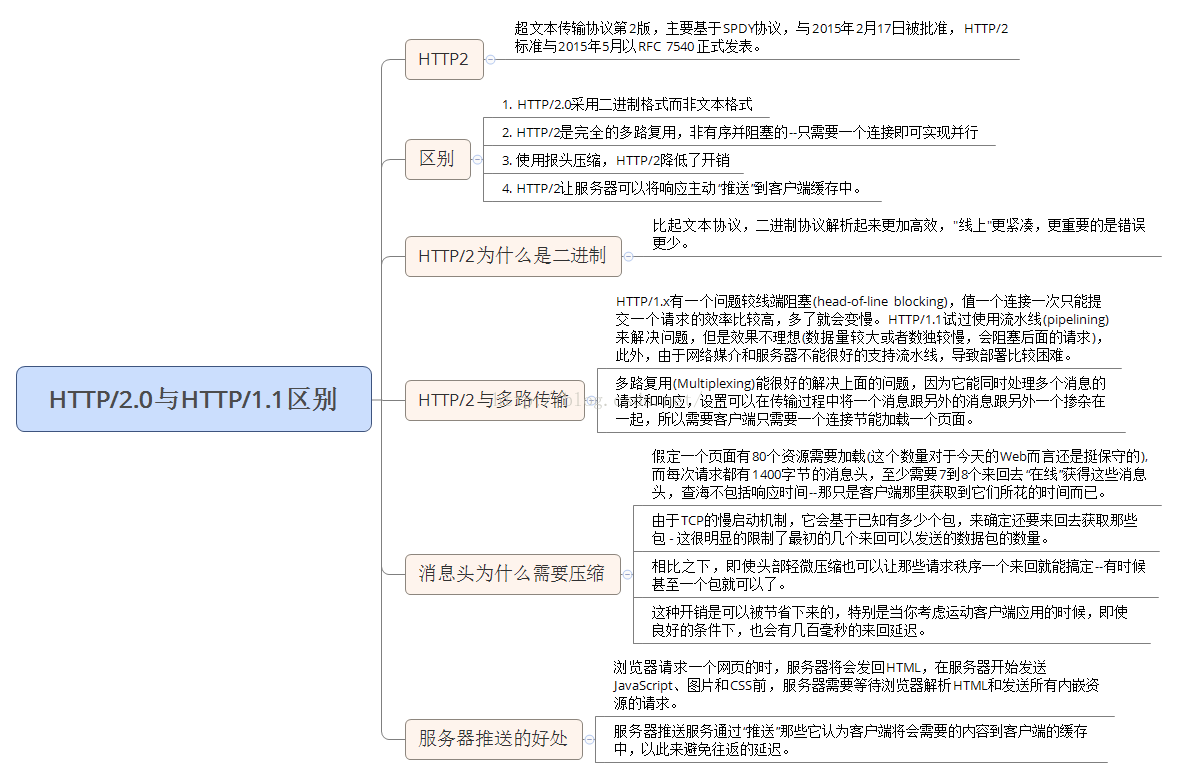 HTTP/2.0与HTTP/1.1区别
HTTP2
超文本传输协议第2版，主要基于SPDY协议，与2015年2月17日被批准，HTTP/2
标准与2015年5月以RFC 7540正式发表。
区别
1. HTTP/2.0采用二进制格式而非文本格式
2. HTTP/2是完全的多路复用，非有序并阻塞的--只需要一个连接即可实现并行
3. 使用报头压缩，HTTP/2降低了开销
4. HTTP/2让服务器可以将响应主动“推送”到客户端缓存中。
HTTP/2为什么是二进制
比起文本协议，二进制协议解析起来更加高效，"线上"更紧凑，更重要的是错误
更少。
HTTP/2与多路传输
HTTP/1.x有一个问题较线端阻塞(head-of-line blocking)，值一个连接一次只能提
交一个请求的效率比较高，多了就会变慢。HTTP/1.1试过使用流水线(pipelining)
来解决问题，但是效果不理想(数据量较大或者数独较慢，会阻塞后面的请求)，
此外，由于网络媒介和服务器不能很好的支持流水线，导致部署比较困难。
多路复用(Multiplexing)能很好的解决上面的问题，因为它能同时处理多个消息的
请求和响应，设置可以在传输过程中将一个消息跟另外的消息跟另外一个掺杂在
一起，所以需要客户端只需要一个连接节能加载一个页面。
消息头为什么需要压缩
假定一个页面有80个资源需要加载(这个数量对于今天的Web而言还是挺保守的),
而每次请求都有1400字节的消息头，至少需要7到8个来回去“在线”获得这些消息
头，查海不包括响应时间--那只是客户端那里获取到它们所花的时间而已。
由于TCP的慢启动机制，它会基于已知有多少个包，来确定还要来回去获取那些
包 - 这很明显的限制了最初的几个来回可以发送的数据包的数量。
相比之下，即使头部轻微压缩也可以让那些请求秩序一个来回就能搞定--有时候
甚至一个包就可以了。
这种开销是可以被节省下来的，特别是当你考虑运动客户端应用的时候，即使
良好的条件下，也会有几百毫秒的来回延迟。
服务器推送的好处
浏览器请求一个网页的时，服务器将会发回HTML，在服务器开始发送
JavaScript、图片和CSS前，服务器需要等待浏览器解析HTML和发送所有内嵌资
源的请求。
服务器推送服务通过“推送”那些它认为客户端将会需要的内容到客户端的缓存
中，以此来避免往返的延迟。